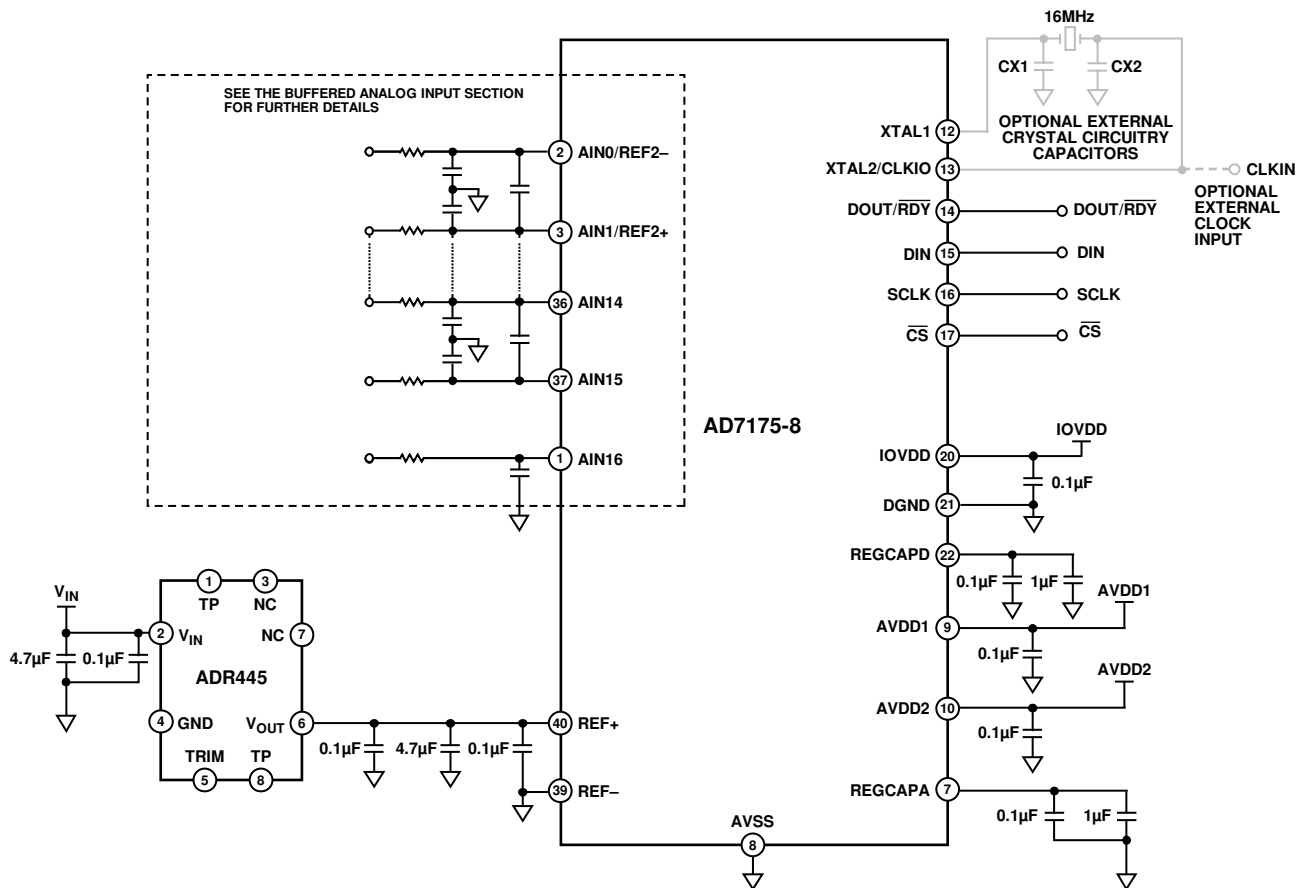 16MHz
CX1
CX2
OPTIONAL EXTERNAL
CRYSTAL CIRCUITRY
CAPACITORS
SEE THE BUFFERED ANALOG INPUT SECTION
FOR FURTHER DETAILS
2 AIN0/REF2–
3 AIN1/REF2+
36 AIN14
37 AIN15
1 AIN16
AD7175-8
XTAL1 12
XTAL2/CLKIO 13
CLKIN
OPTIONAL
EXTERNAL
CLOCK
INPUT
DOUT/RDY 14 DOUT/RDY
DIN 15 DIN
SCLK 16 SCLK
CS 17 CS
IOVDD
IOVDD 20
0.1µF
DGND 21
REGCAPD 22
0.1µF 1µF
AVDD1
AVDD1 9
0.1µF
AVDD2
AVDD2 10
0.1µF
REGCAPA 7
0.1µF 1µF
VIN
4.7µF 0.1µF
1 3
TP NC
2 VIN
NC 7
ADR445
4 GND
VOUT 6
TRIM TP
5 8
0.1µF 4.7µF 0.1µF
40 REF+
39 REF–
AVSS
8